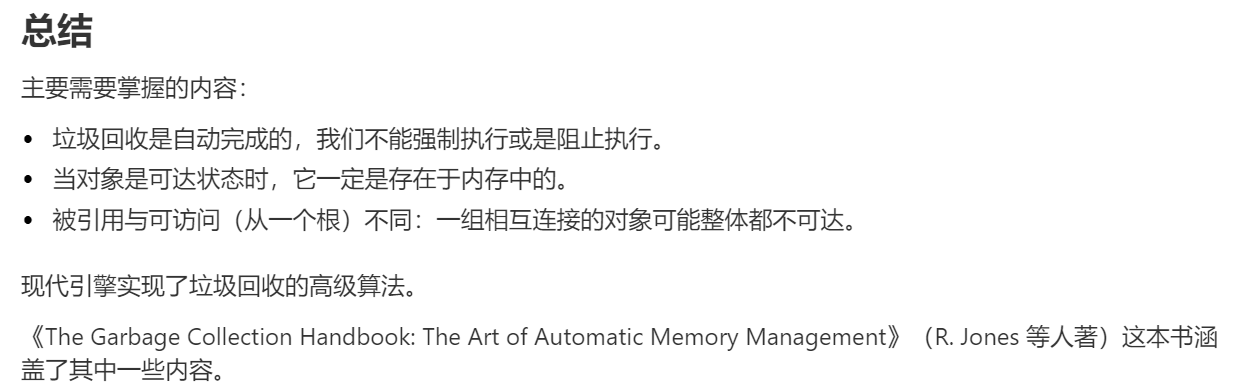 总结
主要需要掌握的内容：
• 垃圾回收是自动完成的，我们不能强制执行或是阻止执行。
• 当对象是可达状态时，它一定是存在于内存中的。
• 被引用与可访问（从一个根）不同：一组相互连接的对象可能整体都不可达。
现代引擎实现了垃圾回收的高级算法。
《The Garbage Collection Handbook: The Art of Automatic Memory Management》（R. Jones 等人著）这本书涵
盖了其中一些内容。